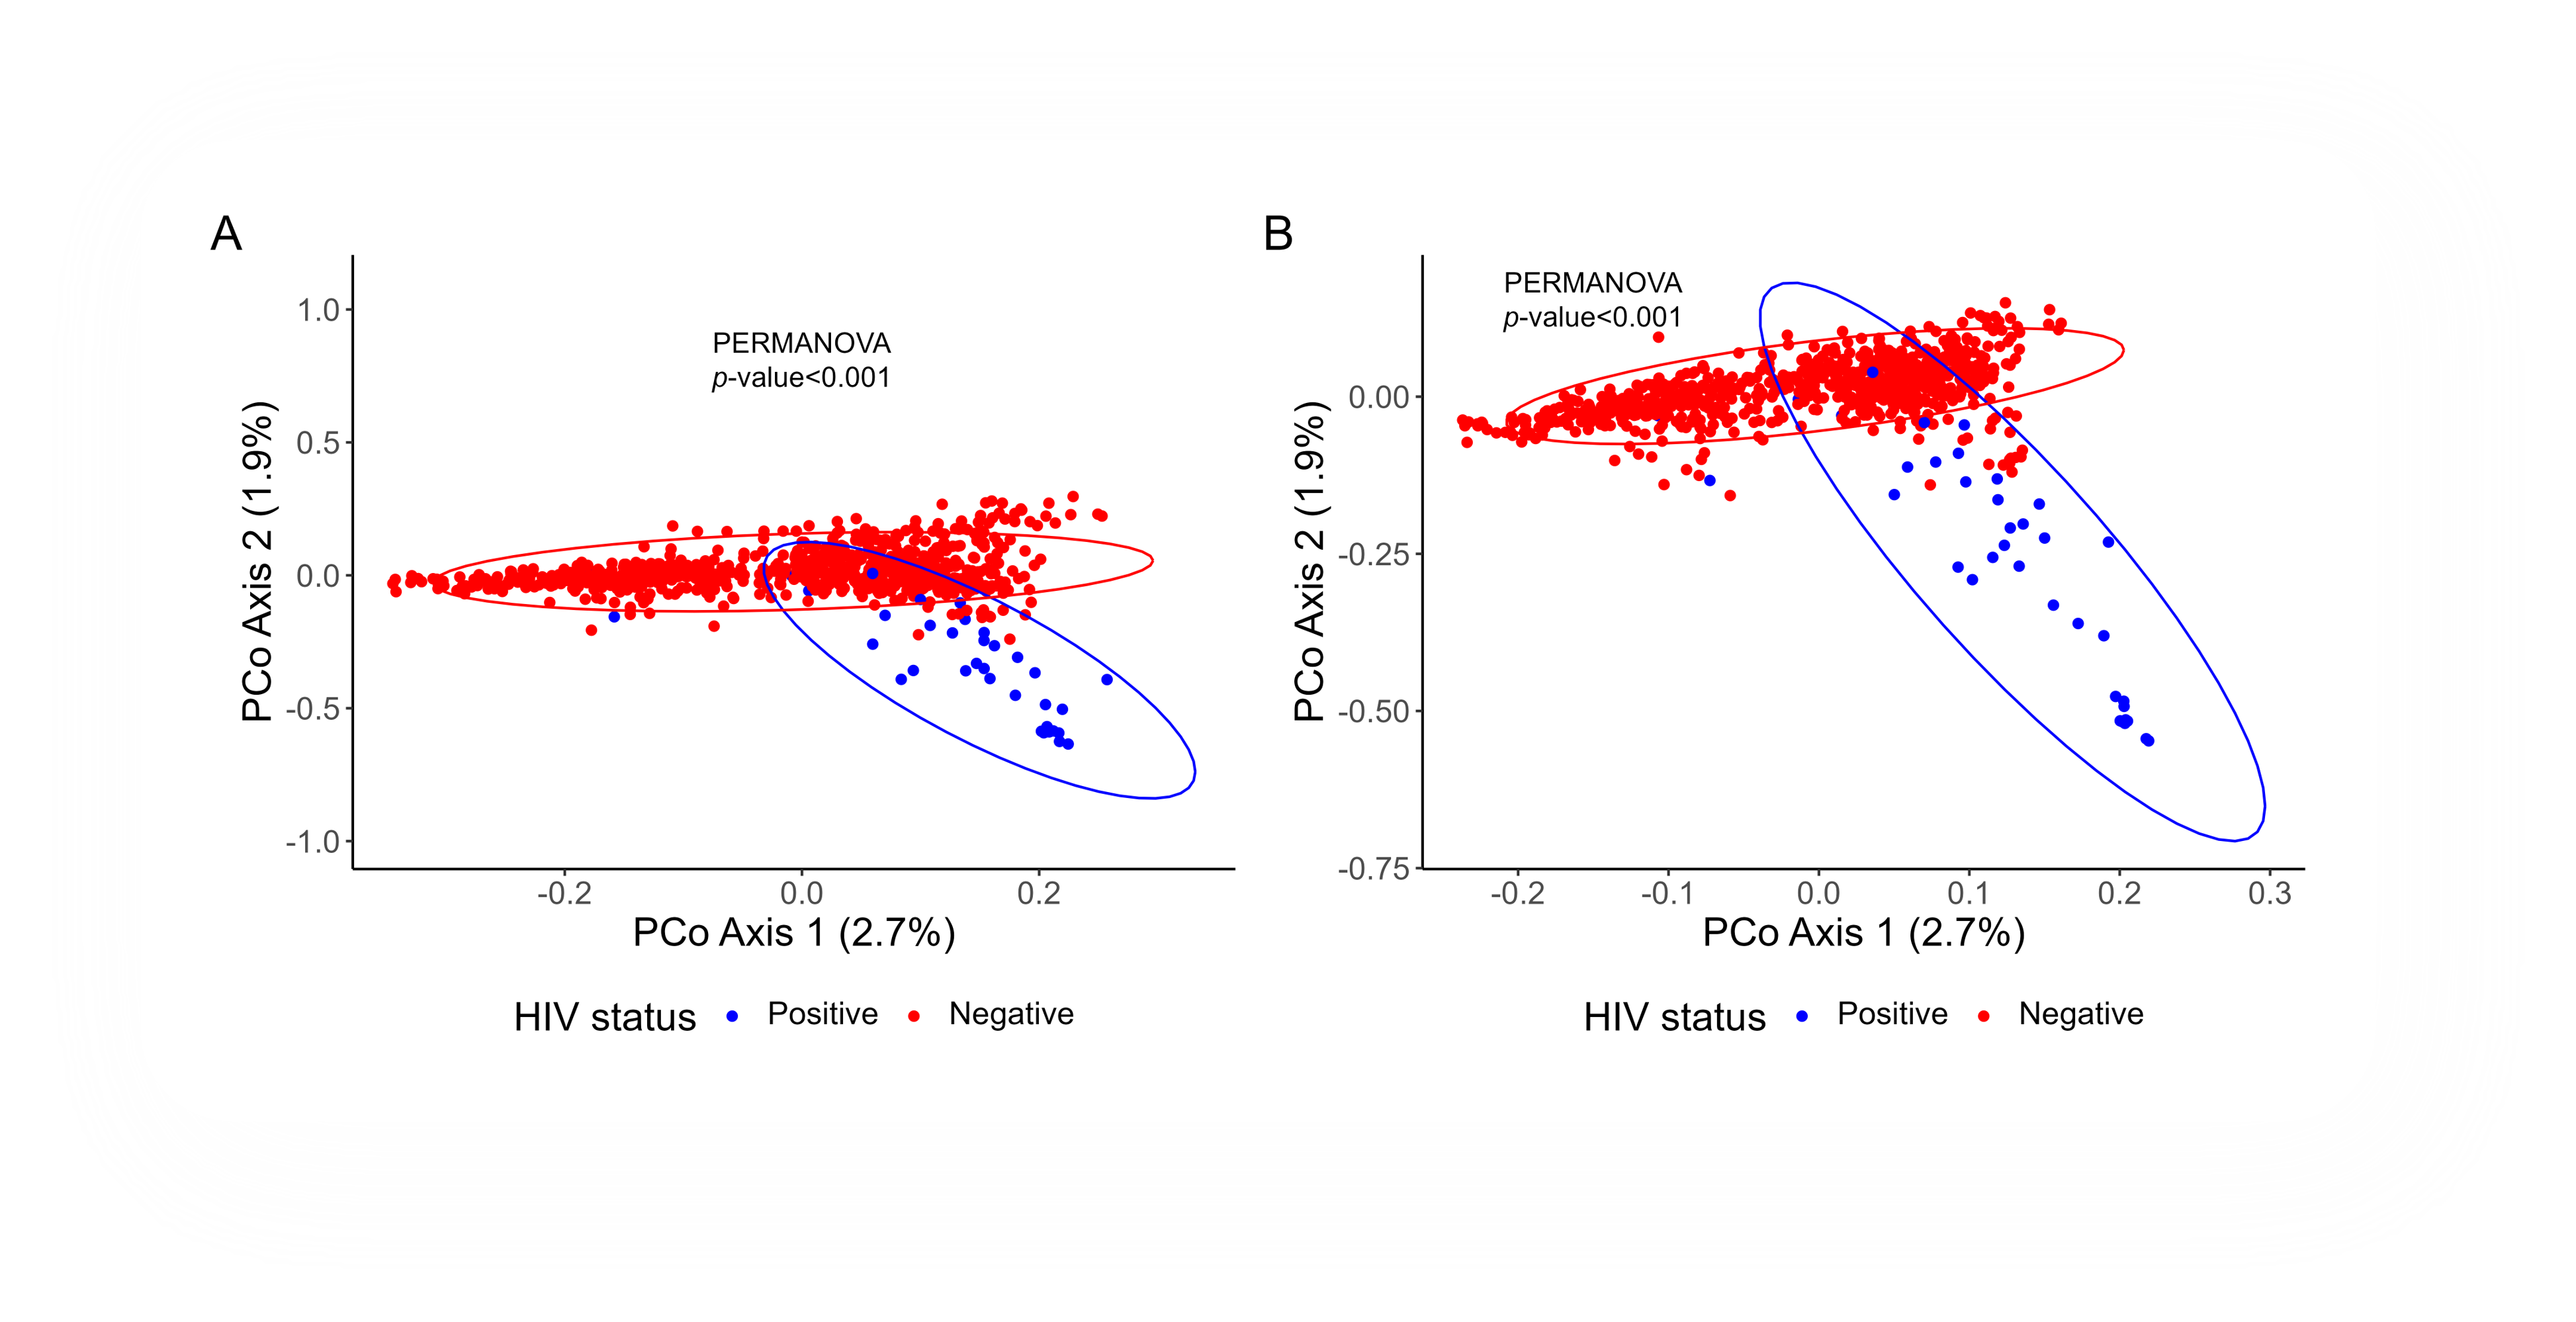 A
PERMANOVA
p-value<0.001
PCo Axis 2 (1.9%)
1.0
0.5
0.0
-0.5
-1.0
-0.2
0.0
0.2
PCo Axis 1 (2.7%)
HIV status
Positive
Negative
B
PERMANOVA
p-value<0.001
PCo Axis 2 (1.9%)
0.00
-0.25
-0.50
-0.75
-0.2
-0.1
0.0
0.1
0.2
0.3
PCo Axis 1 (2.7%)
HIV status
Positive
Negative